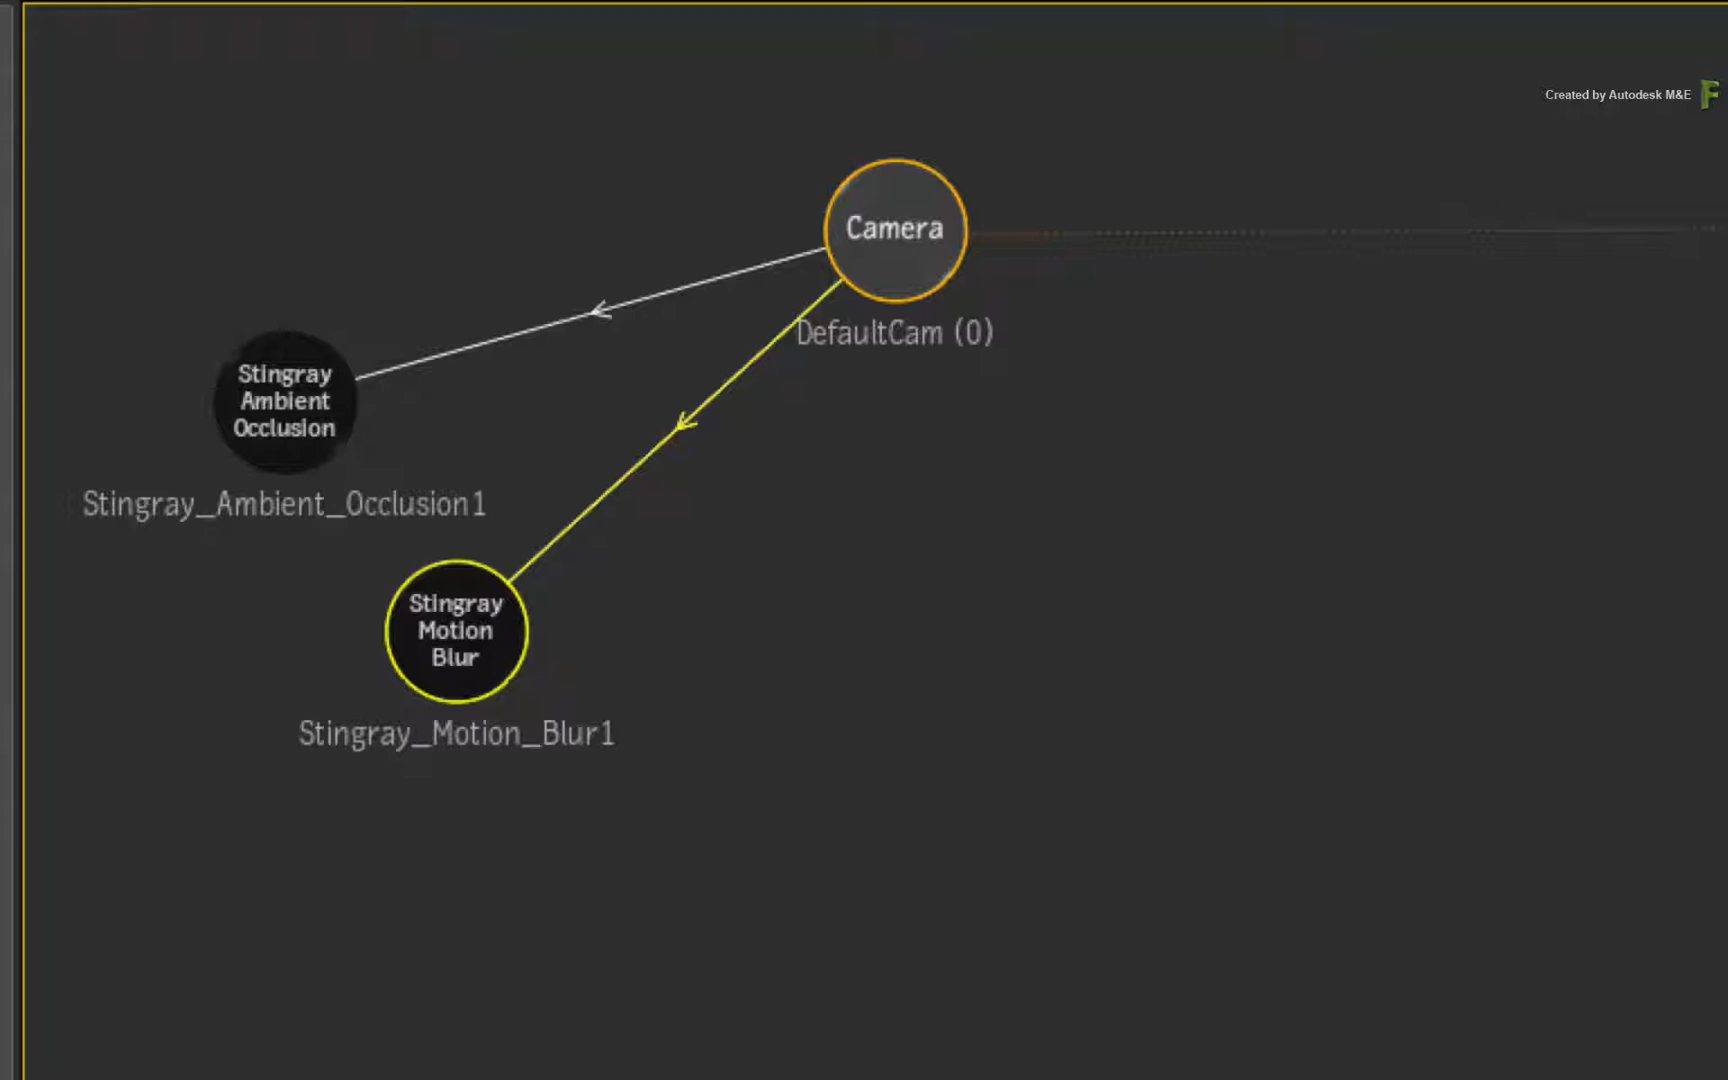 Created by Autodesk M&E
F
Camera
DefaultCam (0)
Stingray
Ambient
Occlusion
Stingray_Ambient_Occlusion1
Stingray
Motion
Blur
Stingray_Motion_Blur1